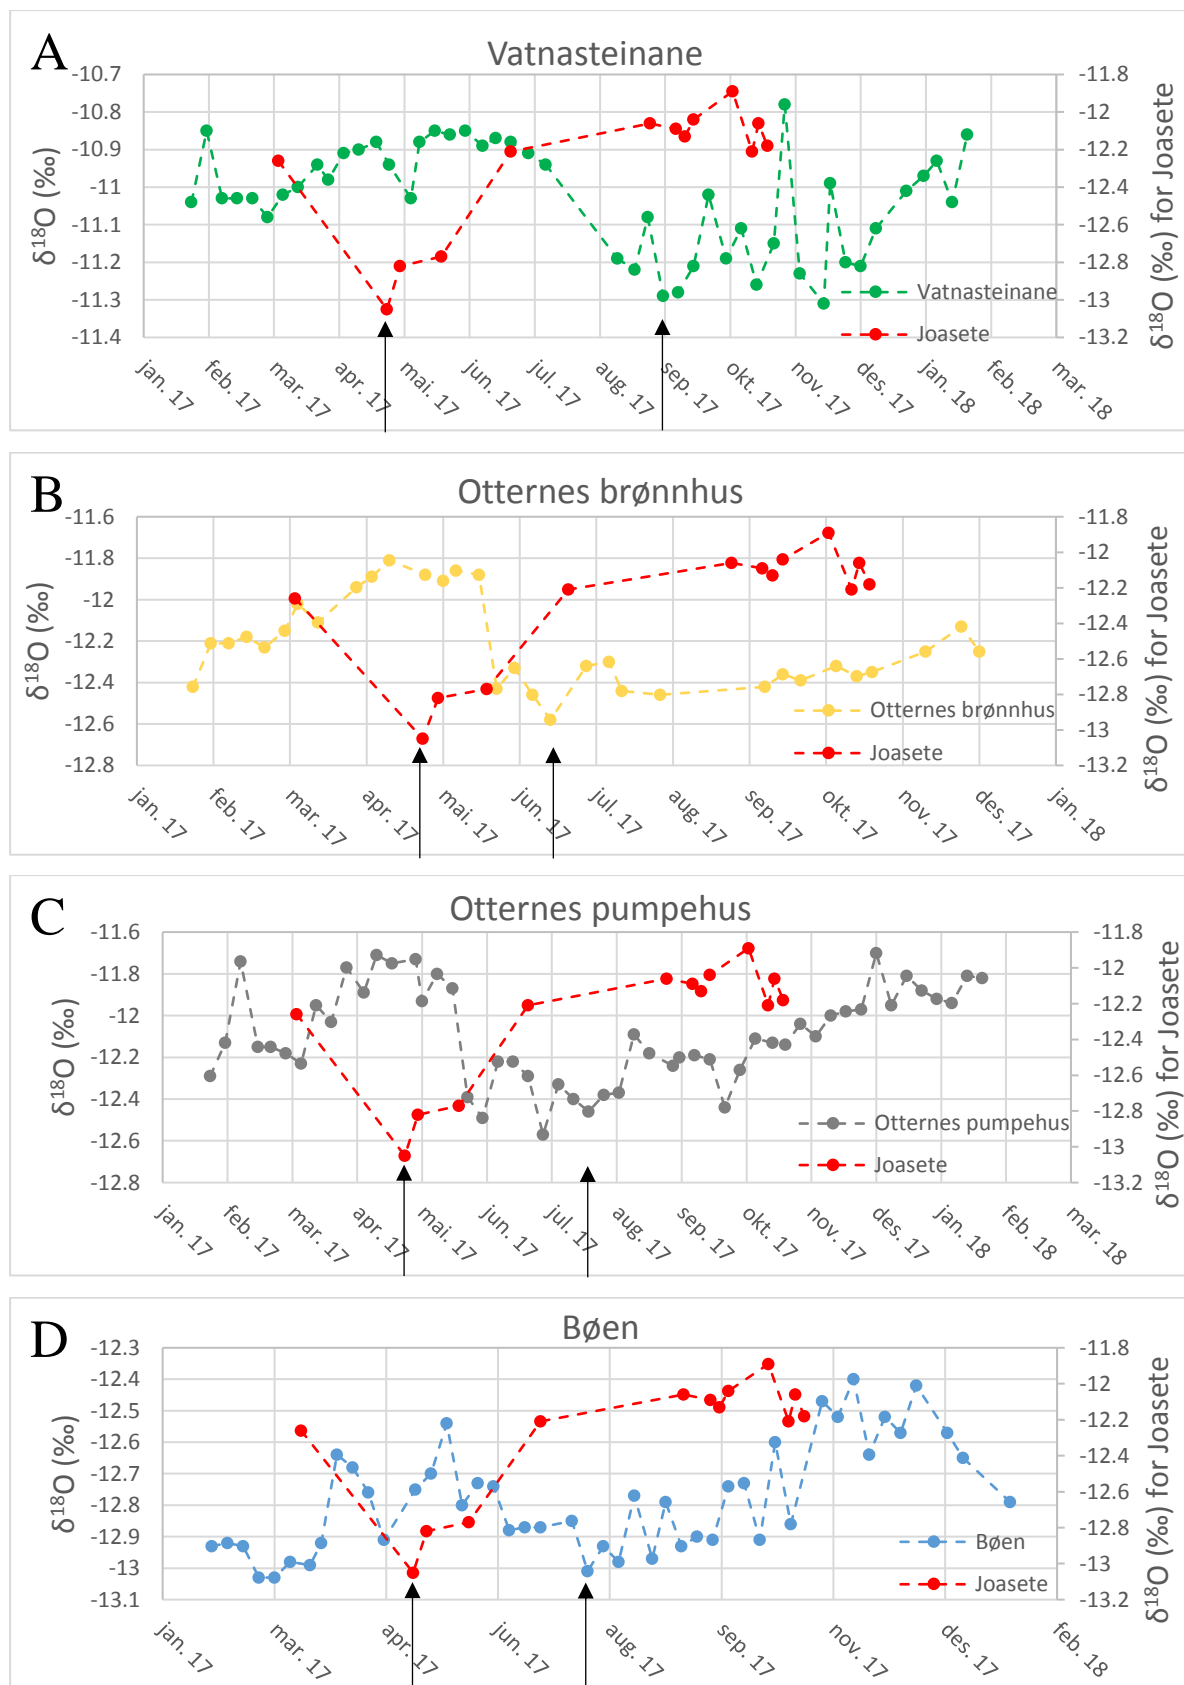 A
Vatnasteinane
δ18O (‰)
-10.7
-10.8
-10.9
-11
-11.1
-11.2
-11.3
-11.4
-11.8
-12
-12.2
-12.4
-12.6
-12.8
-13
-13.2
δ18O (‰) for Joasete
Vatnasteinane
Joasete
jan. 17 feb. 17 mar. 17 apr. 17 mai. 17 jun. 17 jul. 17 aug. 17 sep. 17 okt. 17 nov. 17 des. 17 jan. 18 feb. 18 mar. 18
B
Otternes brønnhus
δ18O (‰)
-11.6
-11.8
-12
-12.2
-12.4
-12.6
-12.8
-11.8
-12
-12.2
-12.4
-12.6
-12.8
-13
-13.2
δ18O (‰) for Joasete
Otternes brønnhus
Joasete
jan. 17 feb. 17 mar. 17 apr. 17 mai. 17 jun. 17 jul. 17 aug. 17 sep. 17 okt. 17 nov. 17 des. 17 jan. 18
C
Otternes pumpehus
δ18O (‰)
-11.6
-11.8
-12
-12.2
-12.4
-12.6
-12.8
-11.8
-12
-12.2
-12.4
-12.6
-12.8
-13
-13.2
δ18O (‰) for Joasete
Otternes pumpehus
Joasete
jan. 17 feb. 17 mar. 17 apr. 17 mai. 17 jun. 17 jul. 17 aug. 17 sep. 17 okt. 17 nov. 17 des. 17 jan. 18 feb. 18 mar. 18
D
Bøen
δ18O (‰)
-12.3
-12.4
-12.5
-12.6
-12.7
-12.8
-12.9
-13
-13.1
-11.8
-12
-12.2
-12.4
-12.6
-12.8
-13
-13.2
δ18O (‰) for Joasete
Bøen
Joasete
jan. 17 mar. 17 apr. 17 jun. 17 aug. 17 sep. 17 nov. 17 des. 17 feb. 18